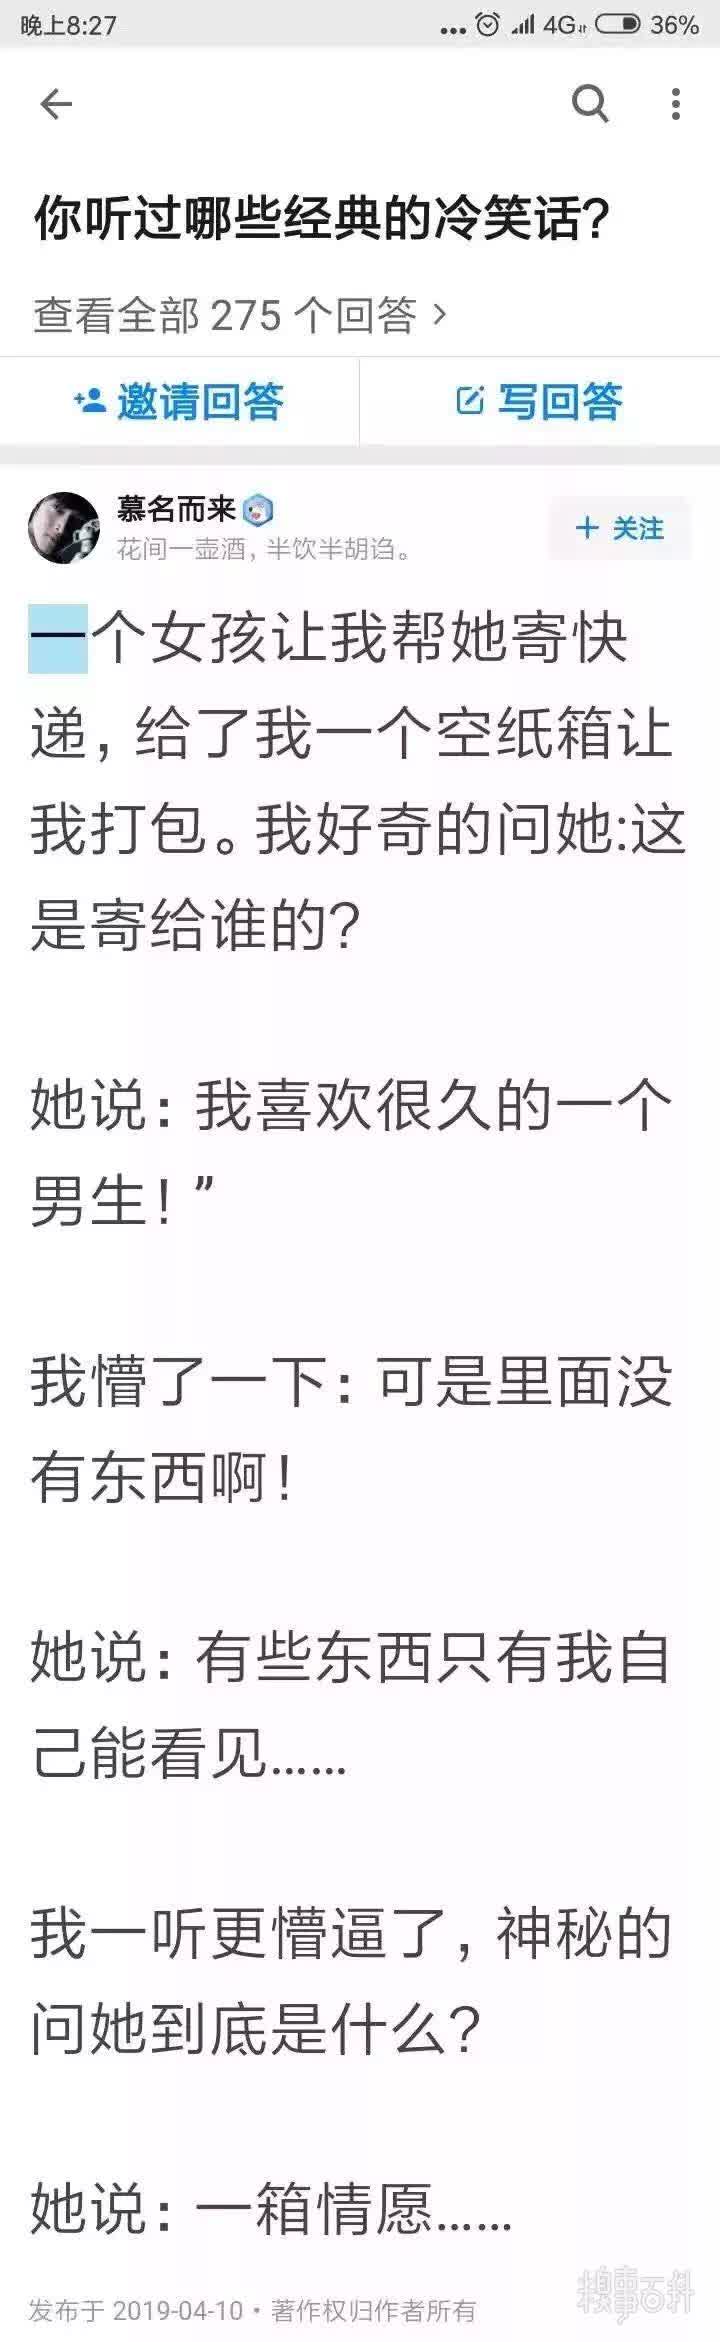 晚上8:27
4G
36%
你听过哪些经典的冷笑话?
查看全部 275 个回答 >
邀请回答
写回答
慕名而来
花间一壶酒, 半饮半胡诌。
+ 关注
一个女孩让我帮她寄快
递, 给了我一个空纸箱让
我打包。我好奇的问她:这
是寄给谁的?
她说: 我喜欢很久的一个
男生! ”
我懵了一下: 可是里面没
有东西啊!
她说: 有些东西只有我自
己能看见……
我一听更懵逼了, 神秘的
问她到底是什么?
她说: 一箱情愿……
发布于 2019-04-10 · 著作权归作者所有
糗事百科